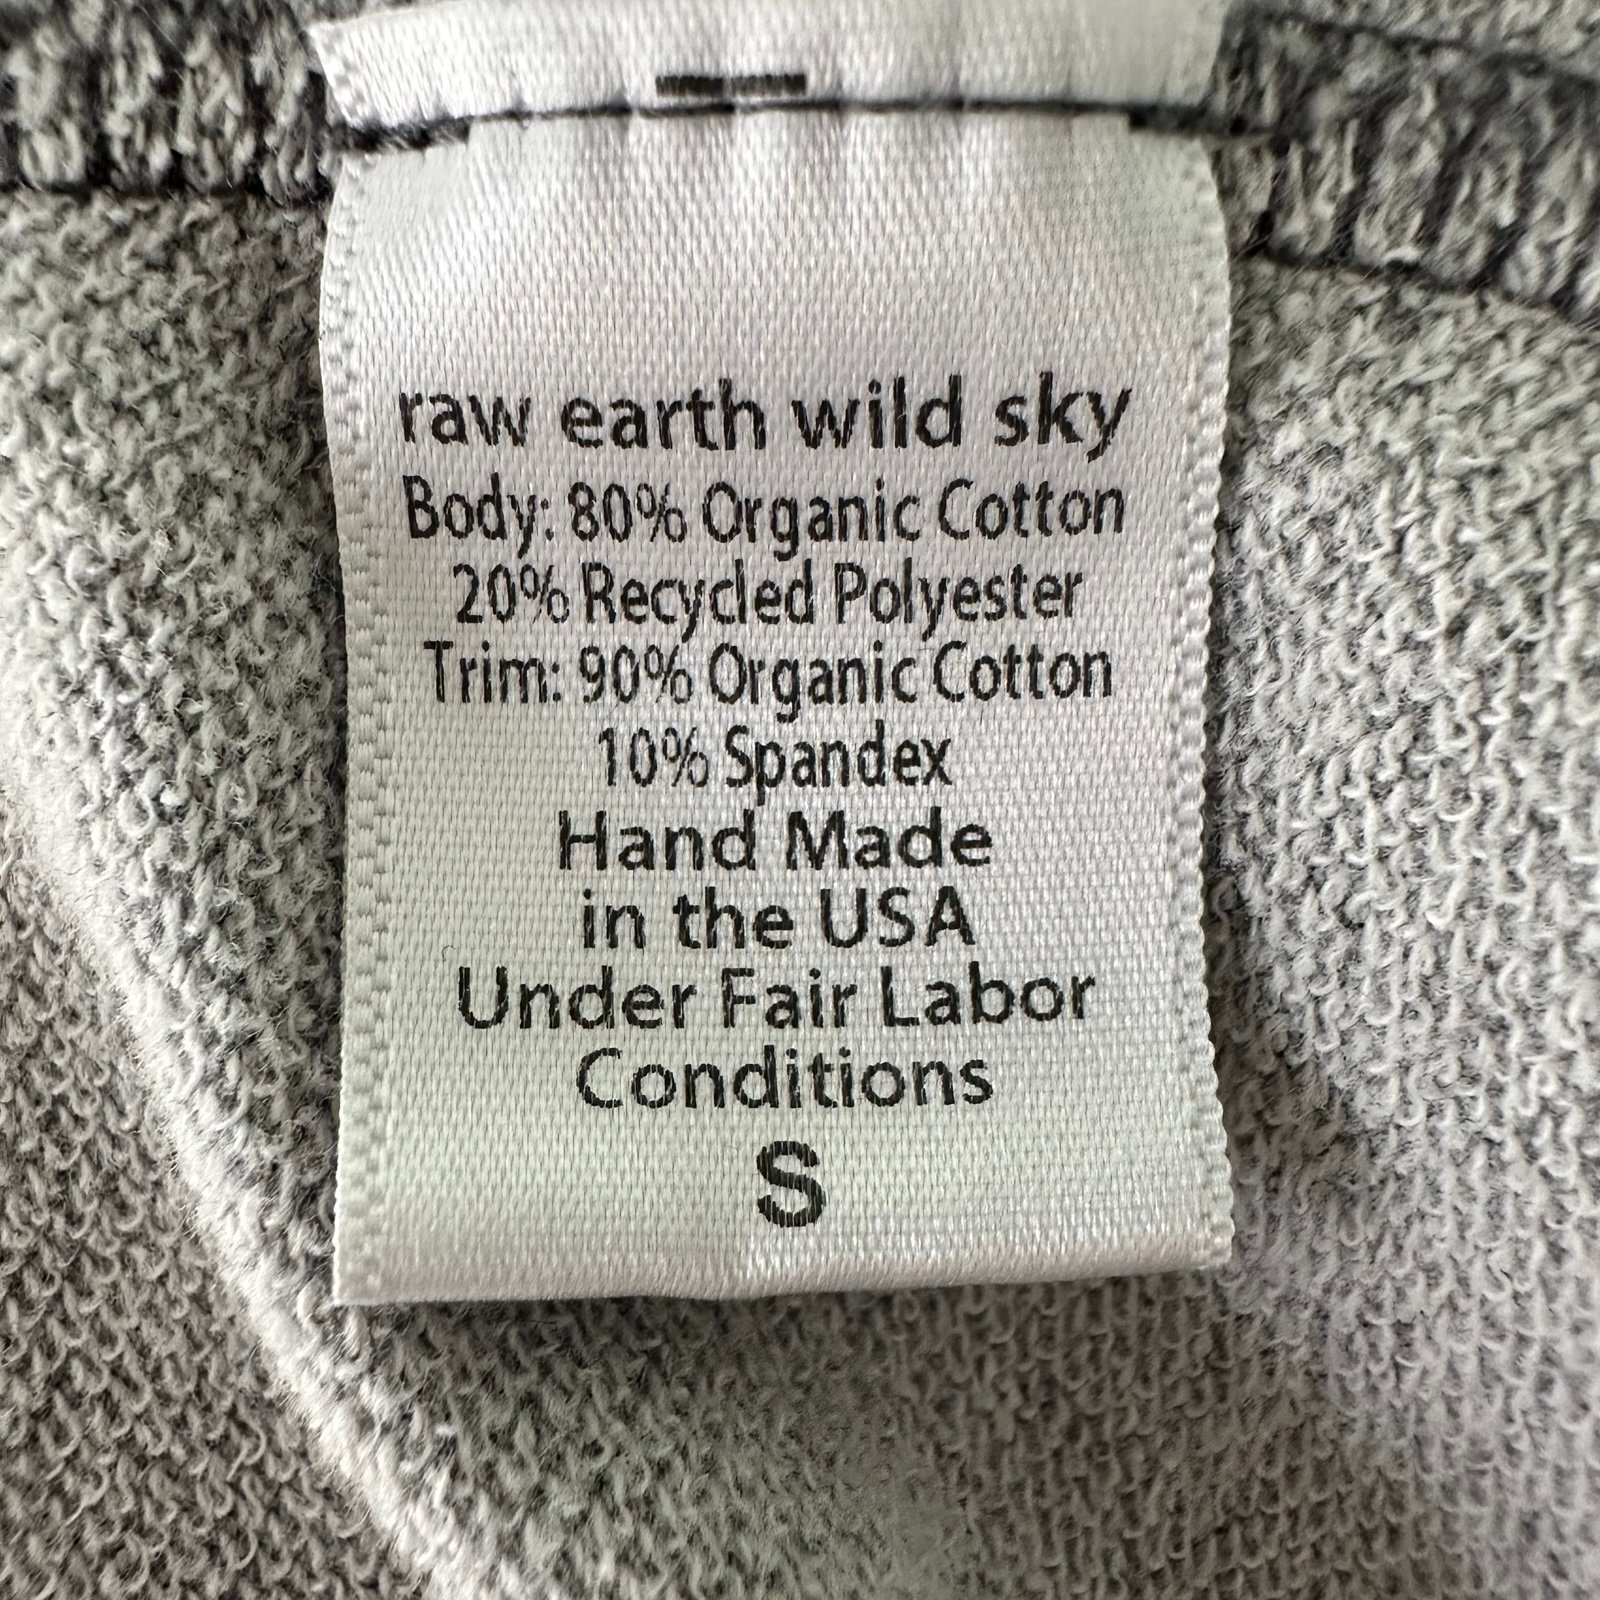 raw earth wild sky
Body: 80% Organic Cotton
20% Recycled Polyester
Trim: 90% Organic Cotton
10% Spandex
Hand Made
in the USA
Under Fair Labor
Conditions
S